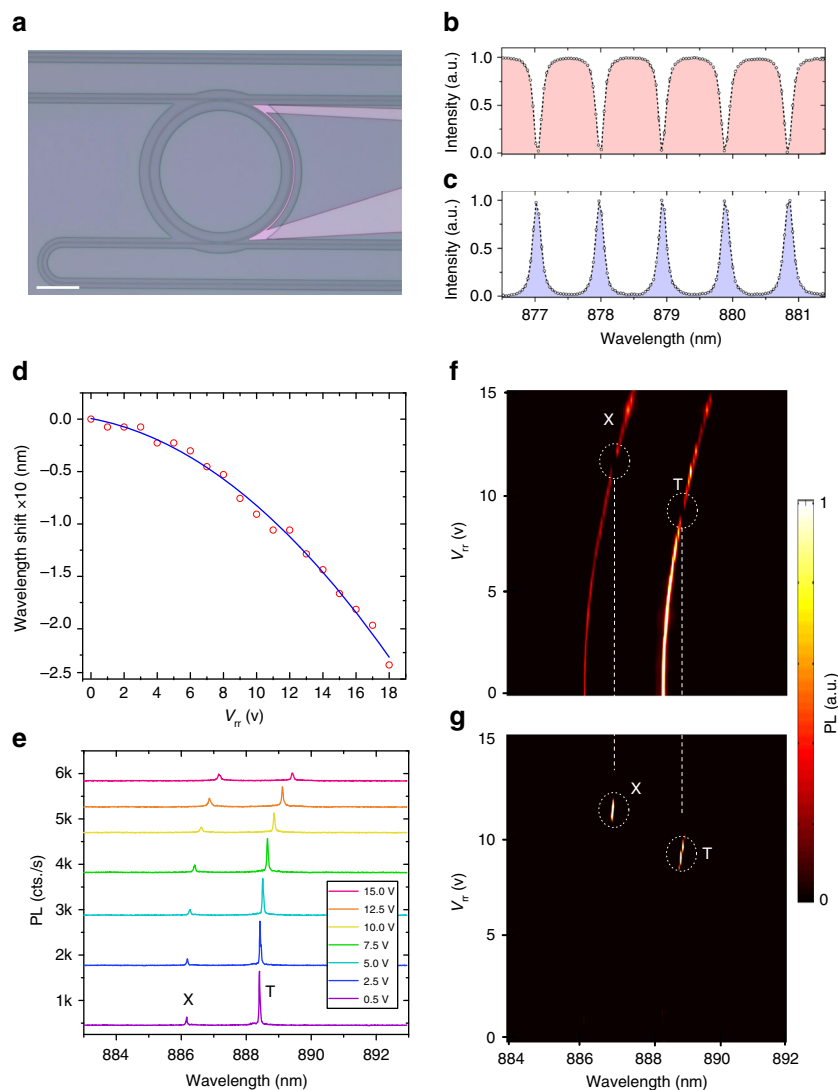 a
b
Intensity (a.u.)
1.0
0.5
0.0
c
Intensity (a.u.)
1.0
0.5
0.0
877 878 879 880 881
Wavelength (nm)
d
Wavelength shift ×10 (nm)
0.0
−0.5
−1.0
−1.5
−2.0
−2.5
0 2 4 6 8 10 12 14 16 18
Vrr (v)
e
PL (cts./s)
6k
5k
4k
3k
2k
1k
15.0 V
12.5 V
10.0 V
7.5 V
5.0 V
2.5 V
0.5 V
X T
884 886 888 890 892
Wavelength (nm)
f
Vrr (v)
15
10
5
0
X
T
g
Vrr (v)
15
10
5
0
X
T
884 886 888 890 892
Wavelength (nm)
1
PL (a.u.)
0